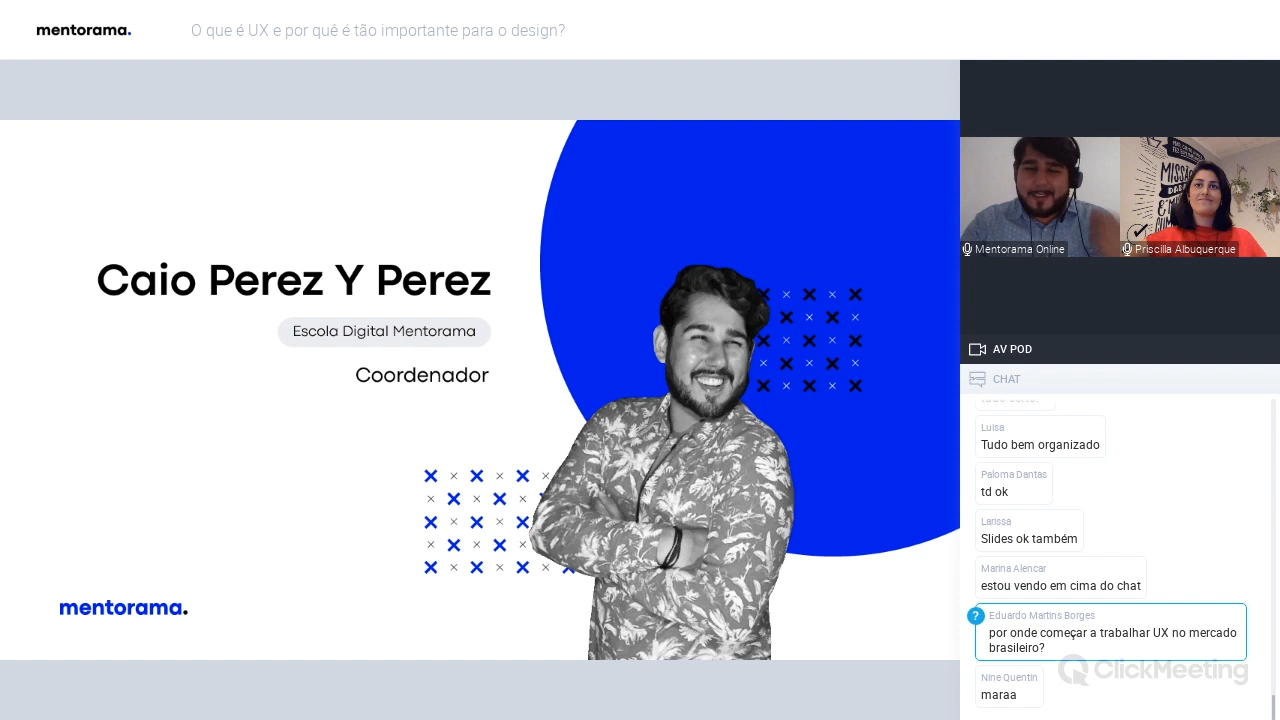 mentorama.
O que é UX e por quê é tão importante para o design?
Caio Perez Y Perez
Escola Digital Mentorama
Coordenador
mentorama.
MISSÃO
Mentorama Online
Priscilla Albuquerque
AV POD
CHAT
Luisa
Tudo bem organizado
Paloma Dantas
td ok
Larissa
Slides ok também
Marina Alencar
estou vendo em cima do chat
?
Eduardo Martins Borges
por onde começar a trabalhar UX no mercado
brasileiro?
ClickMeeting
Nine Quentin
maraa